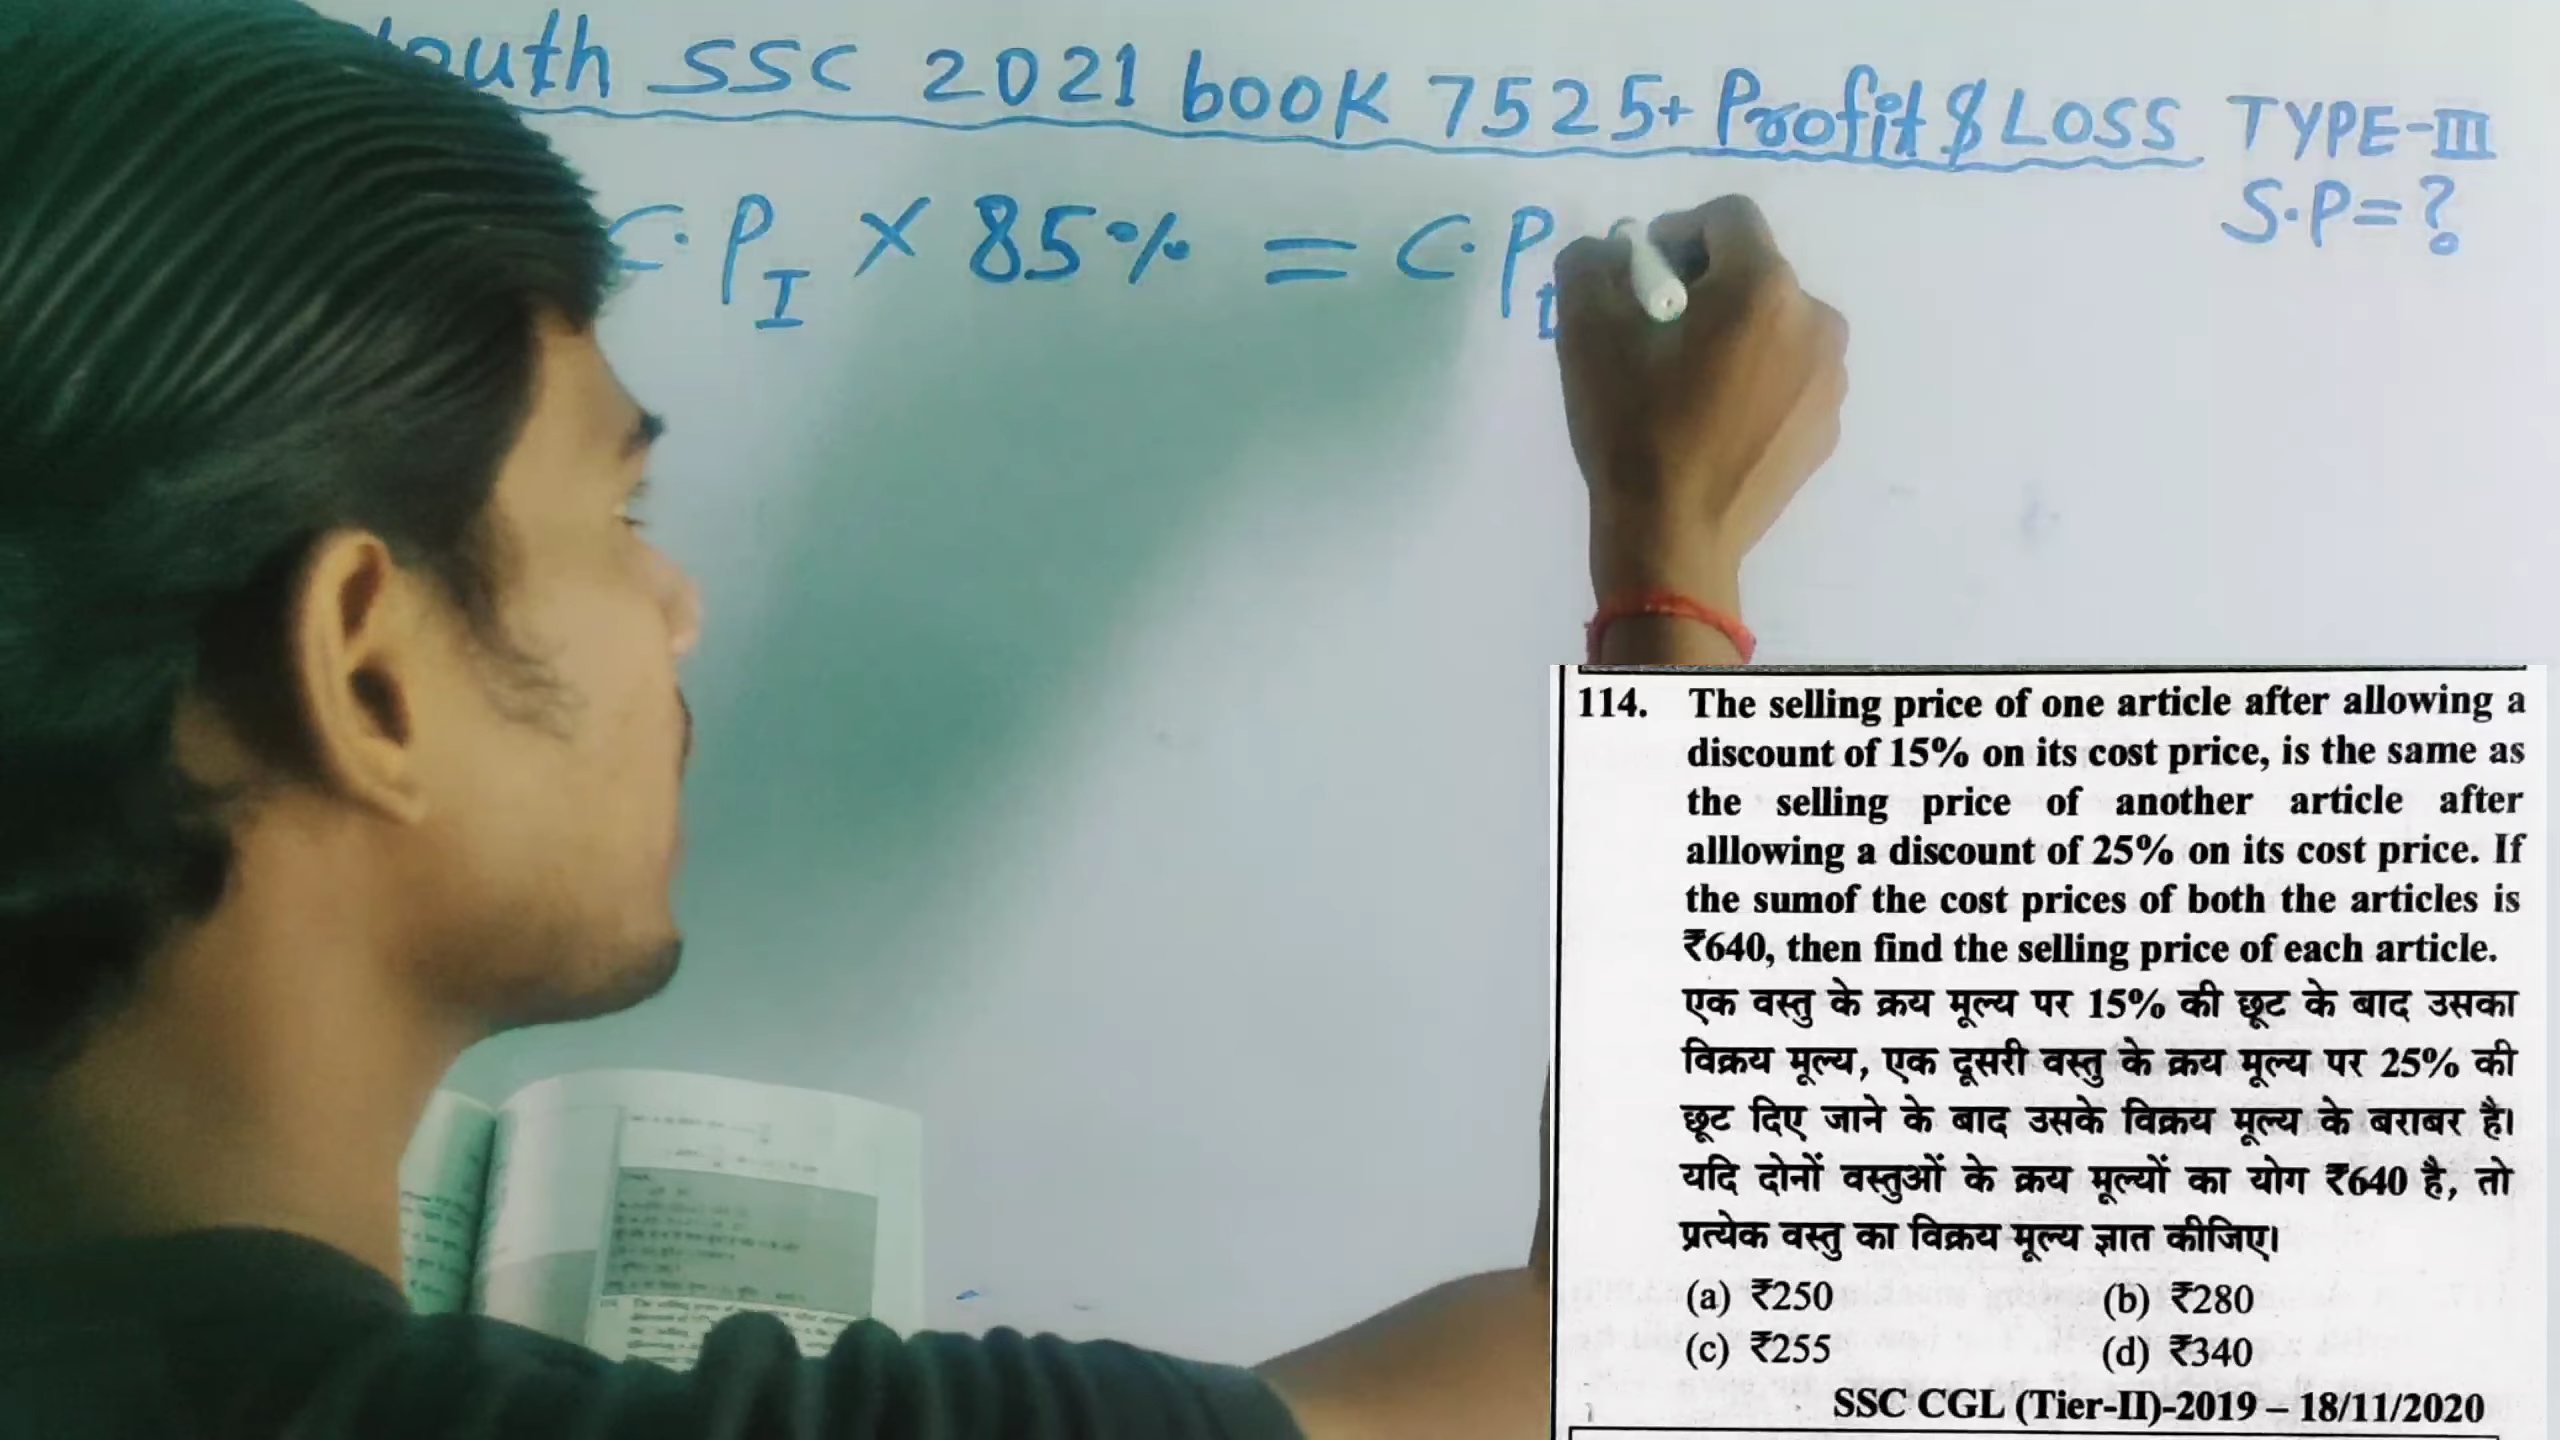 outh SSC 2021 book 7525+ Profit & LOSS TYPE-III
S.P=?
C.P I × 85% = C.P
114. The selling price of one article after allowing a
discount of 15% on its cost price, is the same as
the selling price of another article after
alllowing a discount of 25% on its cost price. If
the sumof the cost prices of both the articles is
₹640, then find the selling price of each article.
एक वस्तु के क्रय मूल्य पर 15% की छूट के बाद उसका
विक्रय मूल्य, एक दूसरी वस्तु के क्रय मूल्य पर 25% की
छूट दिए जाने के बाद उसके विक्रय मूल्य के बराबर है।
यदि दोनों वस्तुओं के क्रय मूल्यों का योग ₹640 है, तो
प्रत्येक वस्तु का विक्रय मूल्य ज्ञात कीजिए।
(a) ₹250 (b) ₹280
(c) ₹255 (d) ₹340
SSC CGL (Tier-II)-2019 – 18/11/2020